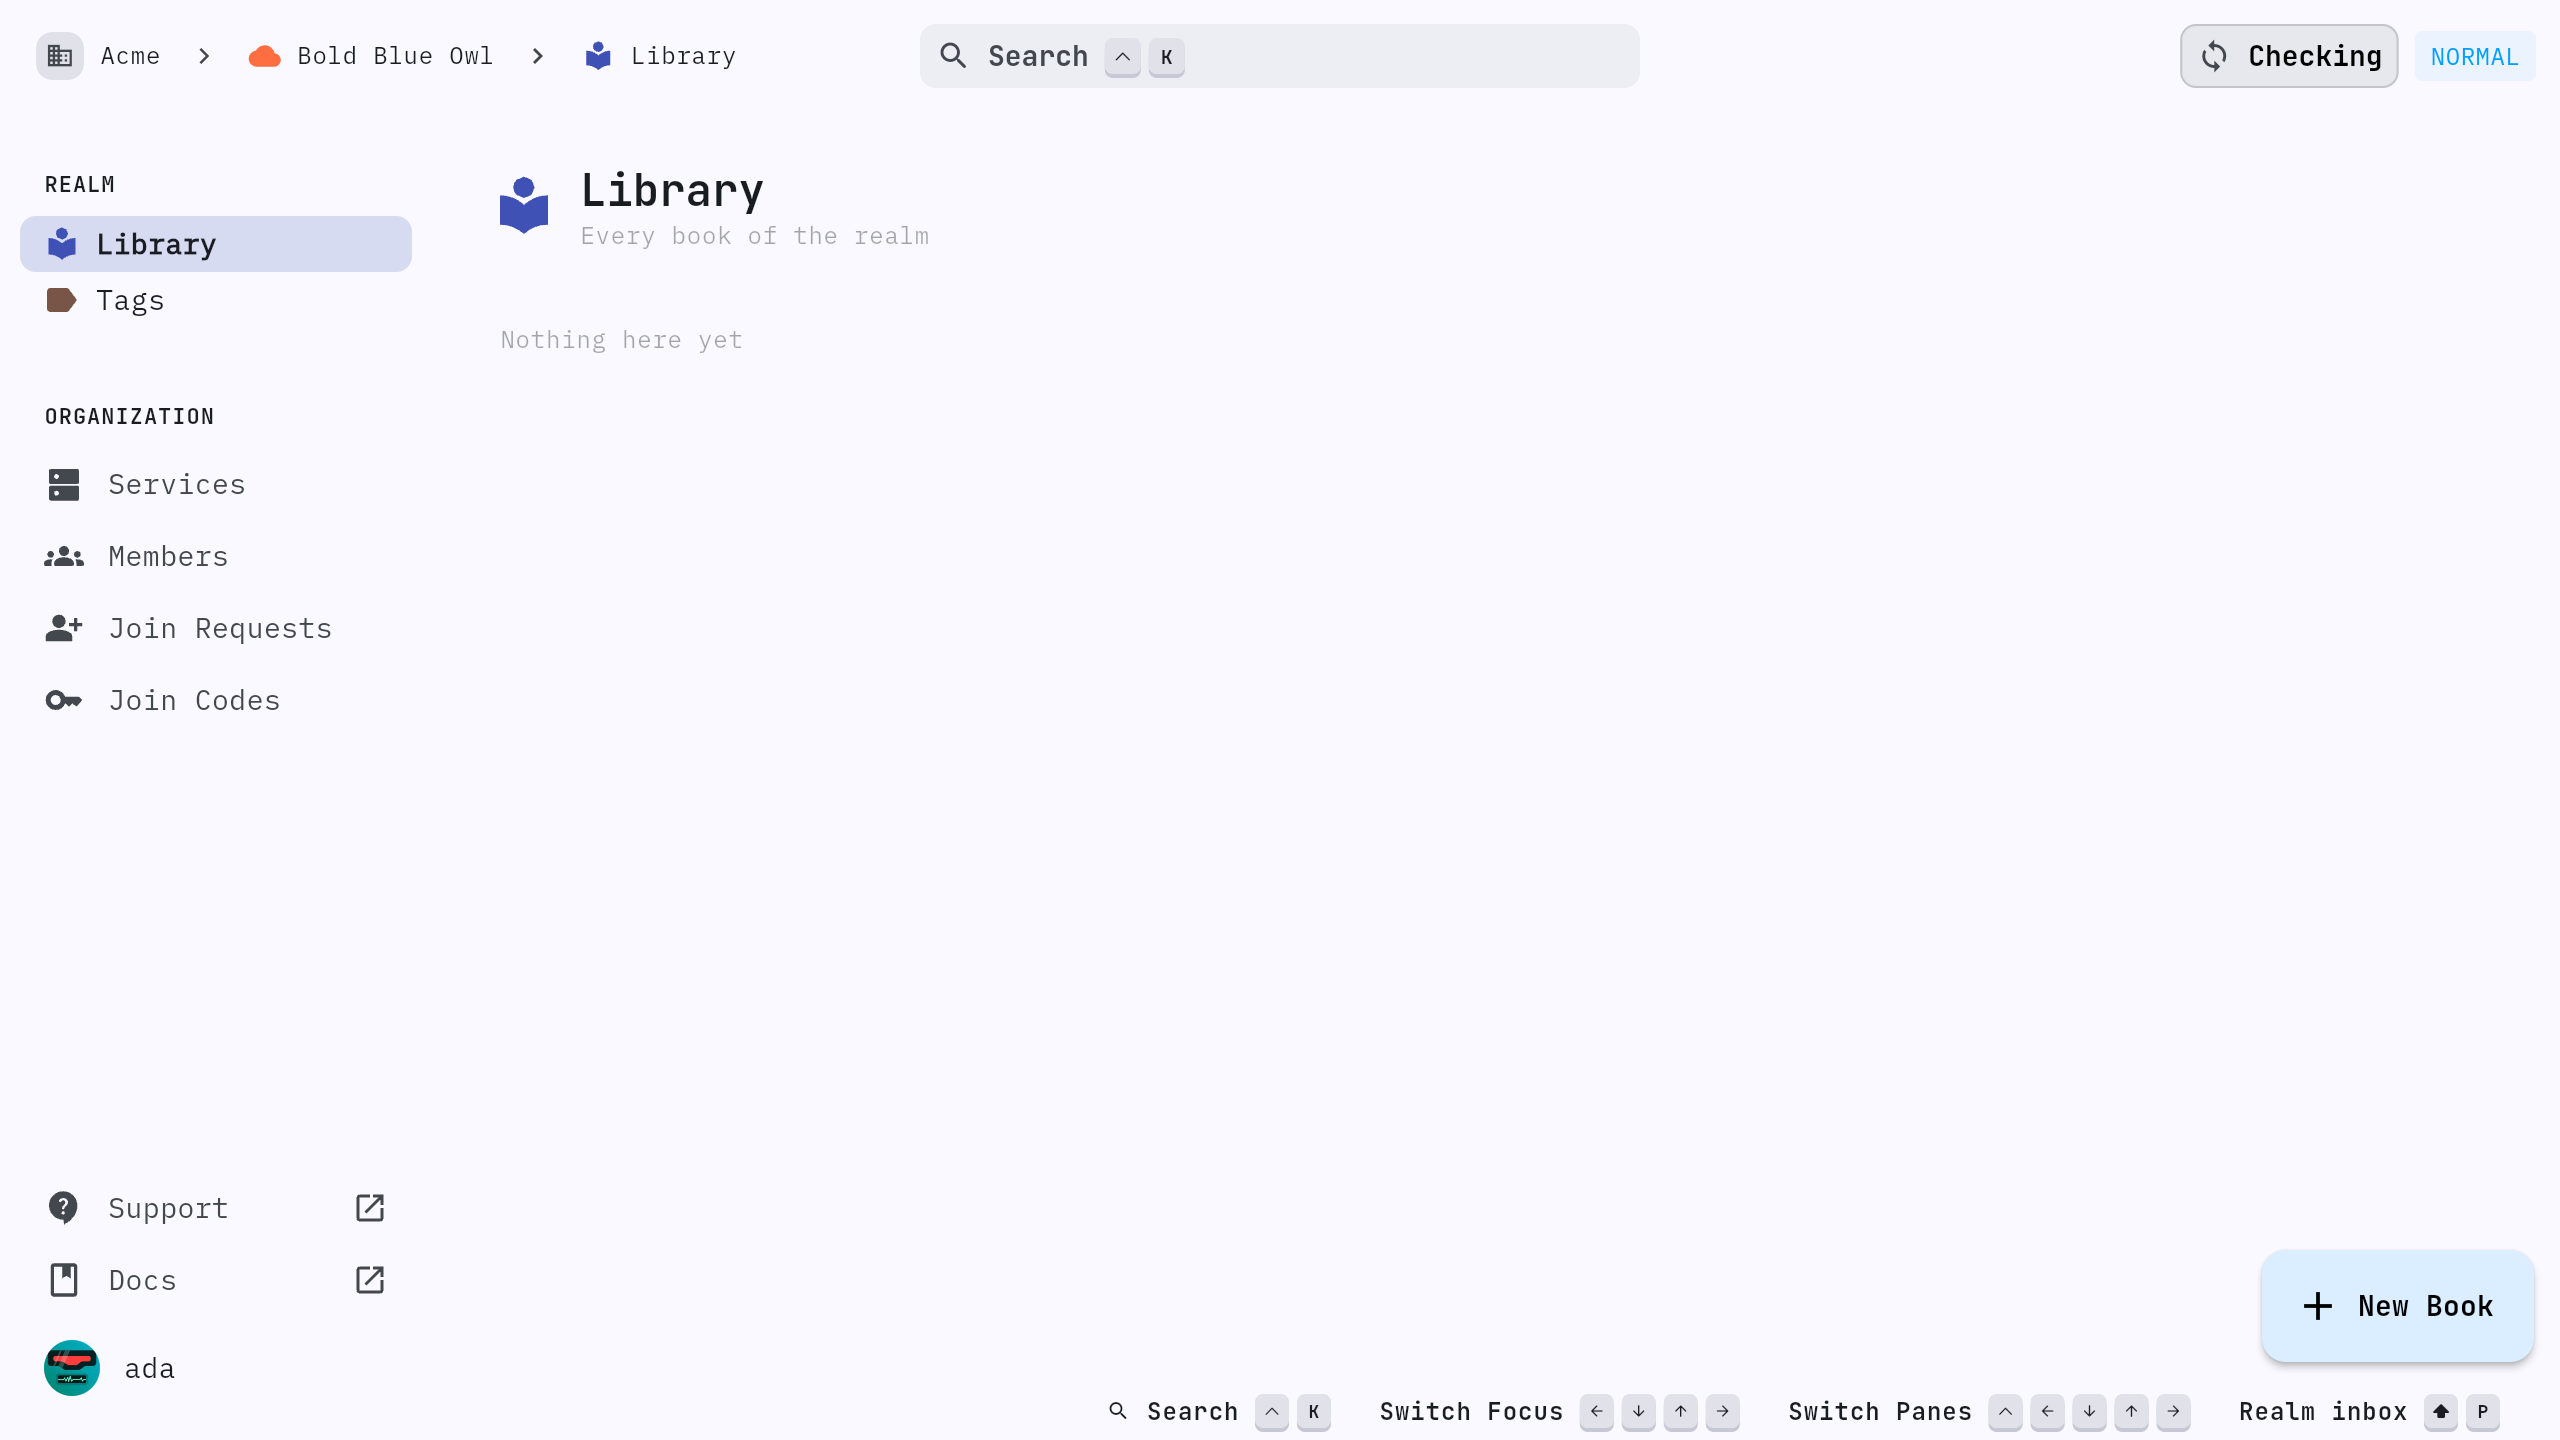 Acme
Bold Blue Owl
Library
Search K
Checking
NORMAL
REALM
Library
Tags
ORGANIZATION
Services
Members
Join Requests
Join Codes
Support
Docs
ada
Library
Every book of the realm
Nothing here yet
New Book
Search K
Switch Focus ← ↓ ↑ →
Switch Panes ^ ← ↓ ↑ →
Realm inbox P